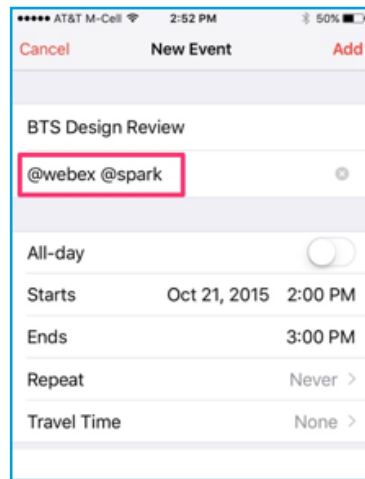 AT&T M-Cell 2:52 PM 50%
Cancel New Event Add
BTS Design Review
@webex @spark
All-day
Starts Oct 21, 2015 2:00 PM
Ends 3:00 PM
Repeat Never >
Travel Time None >